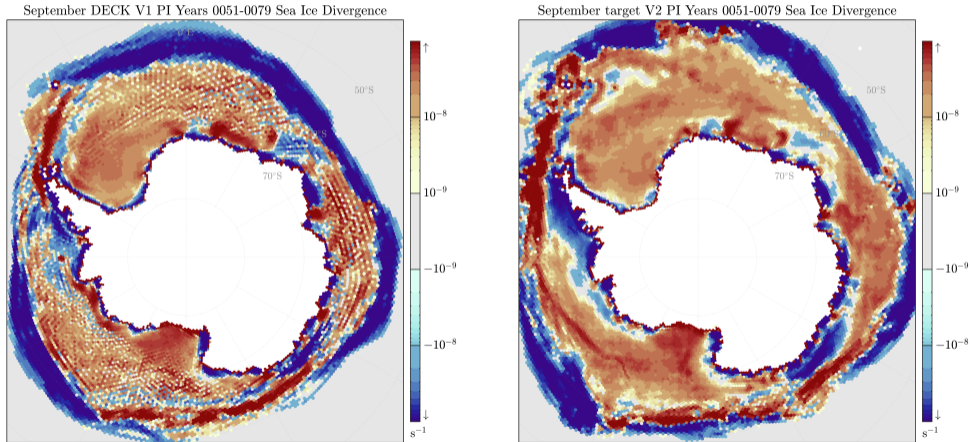 September DECK V1 PI Years 0051-0079 Sea Ice Divergence
0°E
50°S
70°S
↑
10⁻⁸
10⁻⁹
−10⁻⁹
−10⁻⁸
↓
s⁻¹
September target V2 PI Years 0051-0079 Sea Ice Divergence
50°S
70°S
↑
10⁻⁸
10⁻⁹
−10⁻⁹
−10⁻⁸
↓
s⁻¹